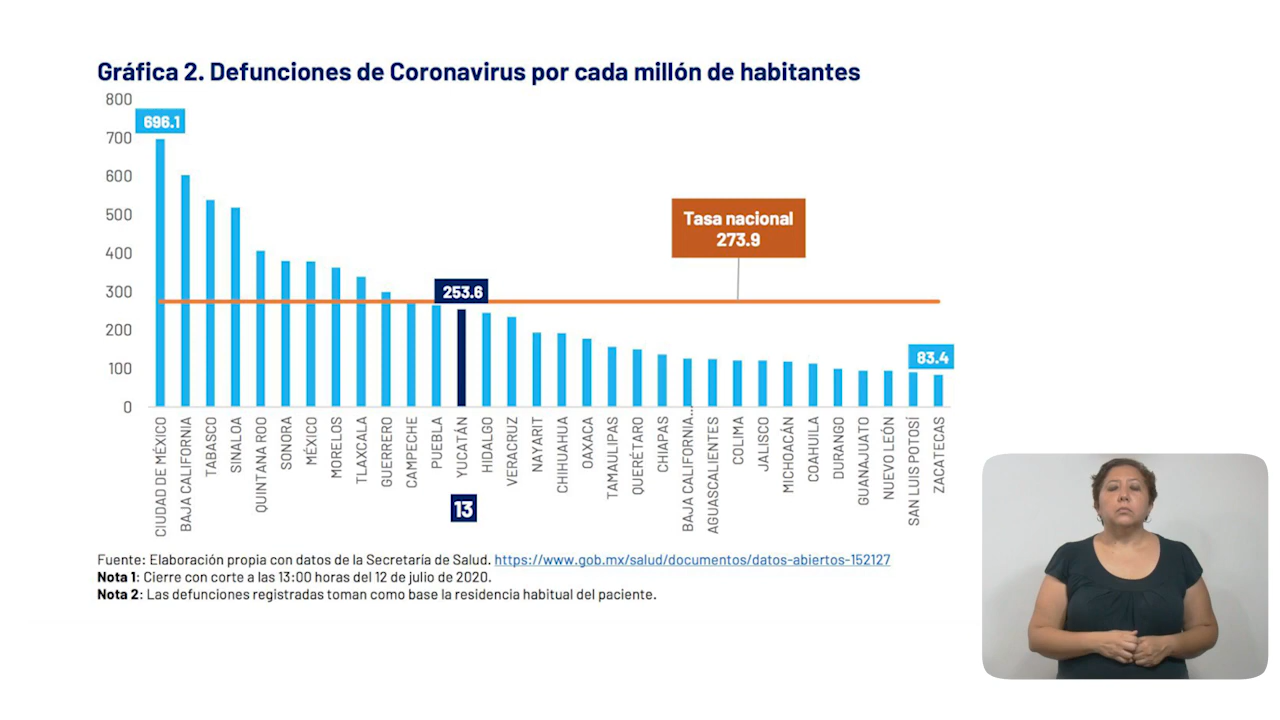 Gráfica 2. Defunciones de Coronavirus por cada millón de habitantes
800
700
600
500
400
300
200
100
0
696.1
253.6
Tasa nacional
273.9
83.4
CIUDAD DE MÉXICO
BAJA CALIFORNIA
TABASCO
SINALOA
QUINTANA ROO
SONORA
MÉXICO
MORELOS
TLAXCALA
GUERRERO
CAMPECHE
PUEBLA
YUCATÁN
HIDALGO
VERACRUZ
NAYARIT
CHIHUAHUA
OAXACA
TAMAULIPAS
QUERÉTARO
CHIAPAS
BAJA CALIFORNIA...
AGUASCALIENTES
COLIMA
JALISCO
MICHOACÁN
COAHUILA
DURANGO
GUANAJUATO
NUEVO LEÓN
SAN LUIS POTOSÍ
ZACATECAS
13
Fuente: Elaboración propia con datos de la Secretaría de Salud. https://www.gob.mx/salud/documentos/datos-abiertos-152127
Nota 1: Cierre con corte a las 13:00 horas del 12 de julio de 2020.
Nota 2: Las defunciones registradas toman como base la residencia habitual del paciente.